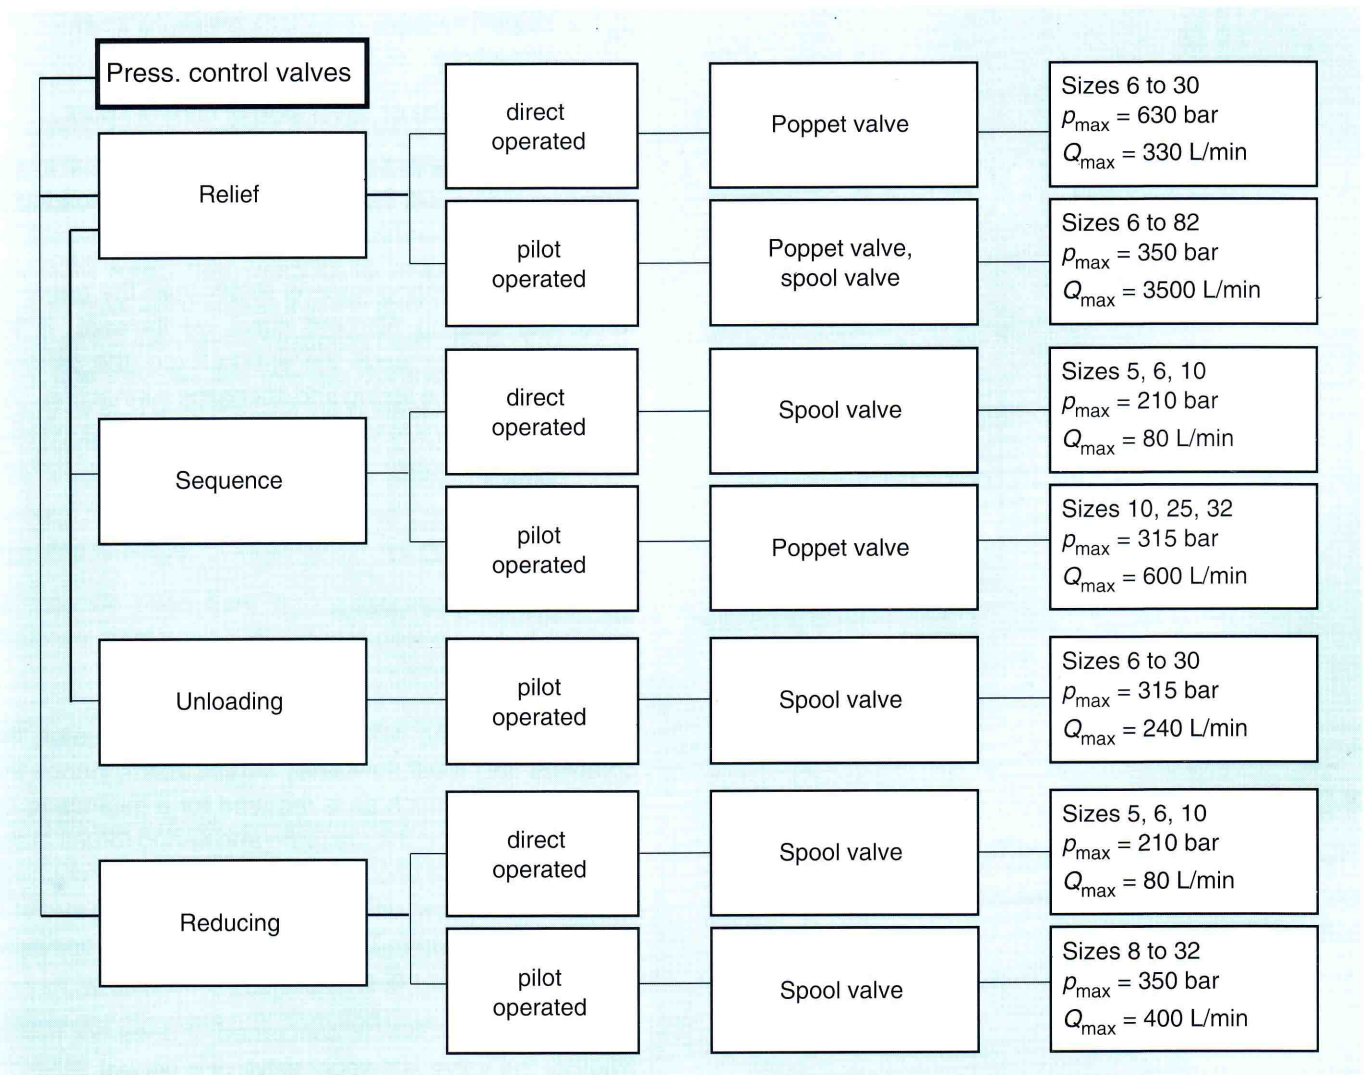 Press. control valves
Relief
direct
operated
Poppet valve
Sizes 6 to 30
pmax = 630 bar
Qmax = 330 L/min
pilot
operated
Poppet valve,
spool valve
Sizes 6 to 82
pmax = 350 bar
Qmax = 3500 L/min
Sequence
direct
operated
Spool valve
Sizes 5, 6, 10
pmax = 210 bar
Qmax = 80 L/min
pilot
operated
Poppet valve
Sizes 10, 25, 32
pmax = 315 bar
Qmax = 600 L/min
Unloading
pilot
operated
Spool valve
Sizes 6 to 30
pmax = 315 bar
Qmax = 240 L/min
Reducing
direct
operated
Spool valve
Sizes 5, 6, 10
pmax = 210 bar
Qmax = 80 L/min
pilot
operated
Spool valve
Sizes 8 to 32
pmax = 350 bar
Qmax = 400 L/min